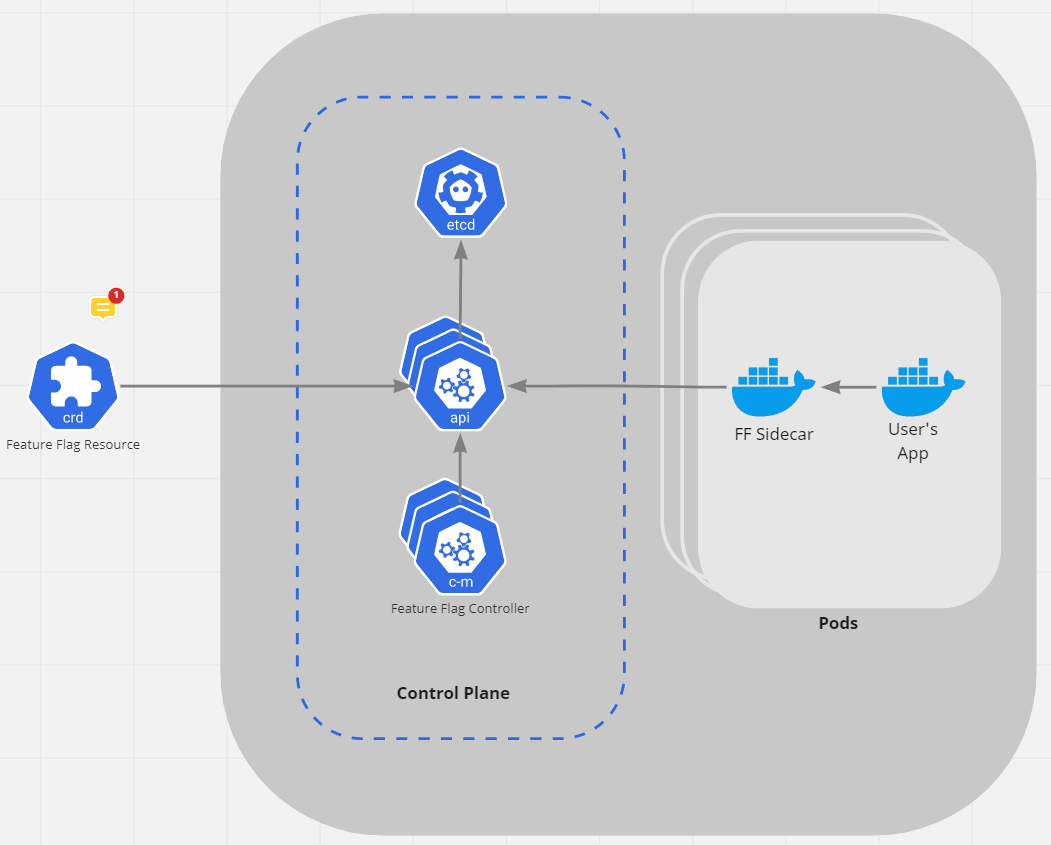 etcd
1
crd
Feature Flag Resource
api
FF Sidecar
User's
App
c-m
Feature Flag Controller
Pods
Control Plane